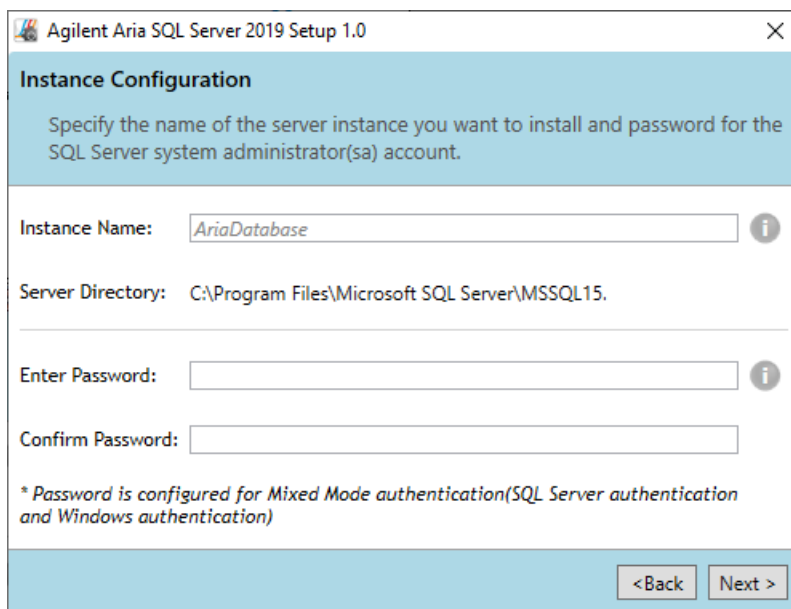 Agilent Aria SQL Server 2019 Setup 1.0
Instance Configuration
Specify the name of the server instance you want to install and password for the
SQL Server system administrator(sa) account.
Instance Name: AriaDatabase
Server Directory: C:\Program Files\Microsoft SQL Server\MSSQL15.
Enter Password:
Confirm Password:
* Password is configured for Mixed Mode authentication(SQL Server authentication
and Windows authentication)
<Back Next >